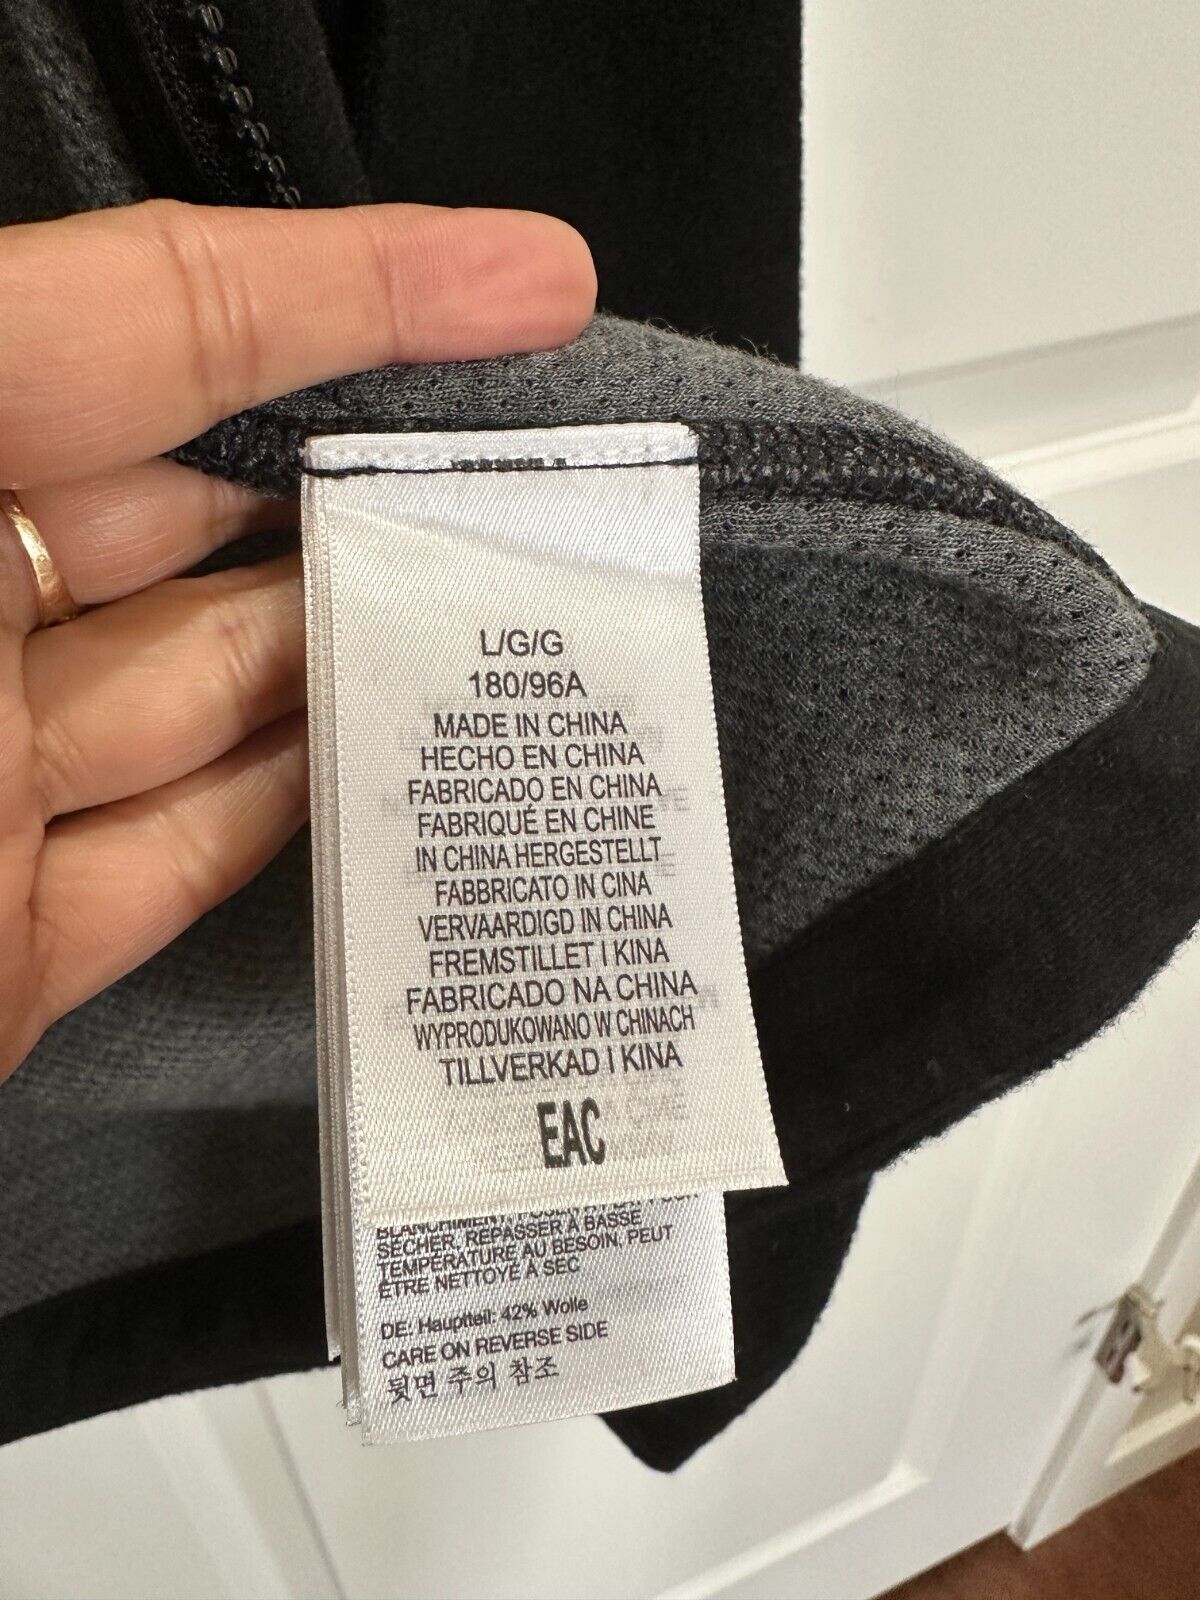 L/G/G
180/96A
MADE IN CHINA
HECHO EN CHINA
FABRICADO EN CHINA
FABRIQUÉ EN CHINE
IN CHINA HERGESTELLT
FABBRICATO IN CINA
VERVAARDIGD IN CHINA
FREMSTILLET I KINA
FABRICADO NA CHINA
WYPRODUKOWANO W CHINACH
TILLVERKAD I KINA
EAC
SÉCHER, REPASSER À BASSE
TEMPÉRATURE AU BESOIN, PEUT
ÊTRE NETTOYÉ À SEC
DE: Hauptteil: 42% Wolle
CARE ON REVERSE SIDE
뒷면 주의 참조